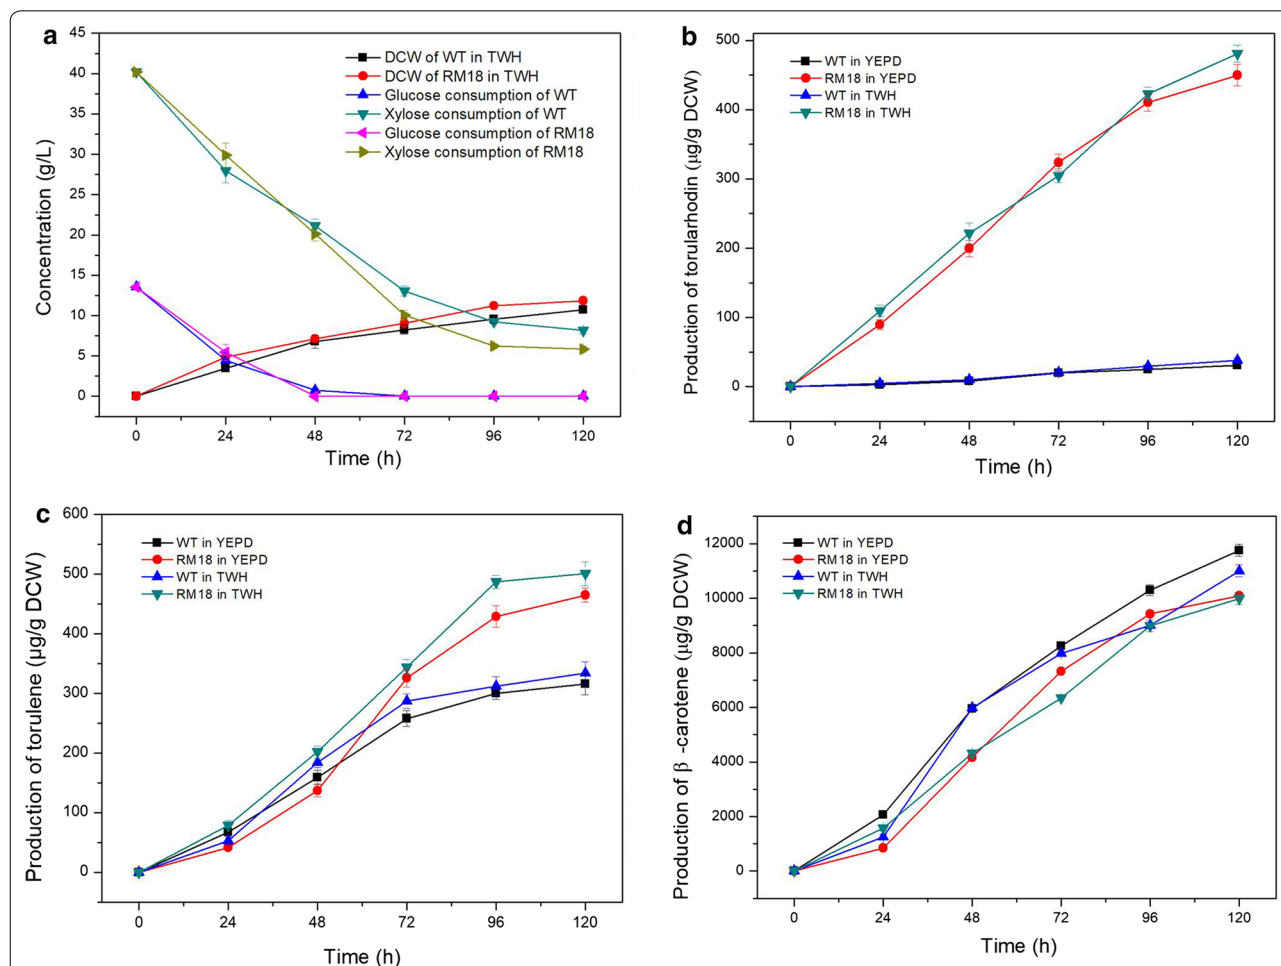 a
45
40
35
30
25
20
15
10
5
0
Concentration (g/L)
DCW of WT in TWH
DCW of RM18 in TWH
Glucose consumption of WT
Xylose consumption of WT
Glucose consumption of RM18
Xylose consumption of RM18
0 24 48 72 96 120
Time (h)
b
500
400
300
200
100
0
Production of torularhodin (μg/g DCW)
WT in YEPD
RM18 in YEPD
WT in TWH
RM18 in TWH
0 24 48 72 96 120
Time (h)
c
600
500
400
300
200
100
0
Production of torulene (μg/g DCW)
WT in YEPD
RM18 in YEPD
WT in TWH
RM18 in TWH
0 24 48 72 96 120
Time (h)
d
12000
10000
8000
6000
4000
2000
0
Production of β -carotene (μg/g DCW)
WT in YEPD
RM18 in YEPD
WT in TWH
RM18 in TWH
0 24 48 72 96 120
Time (h)